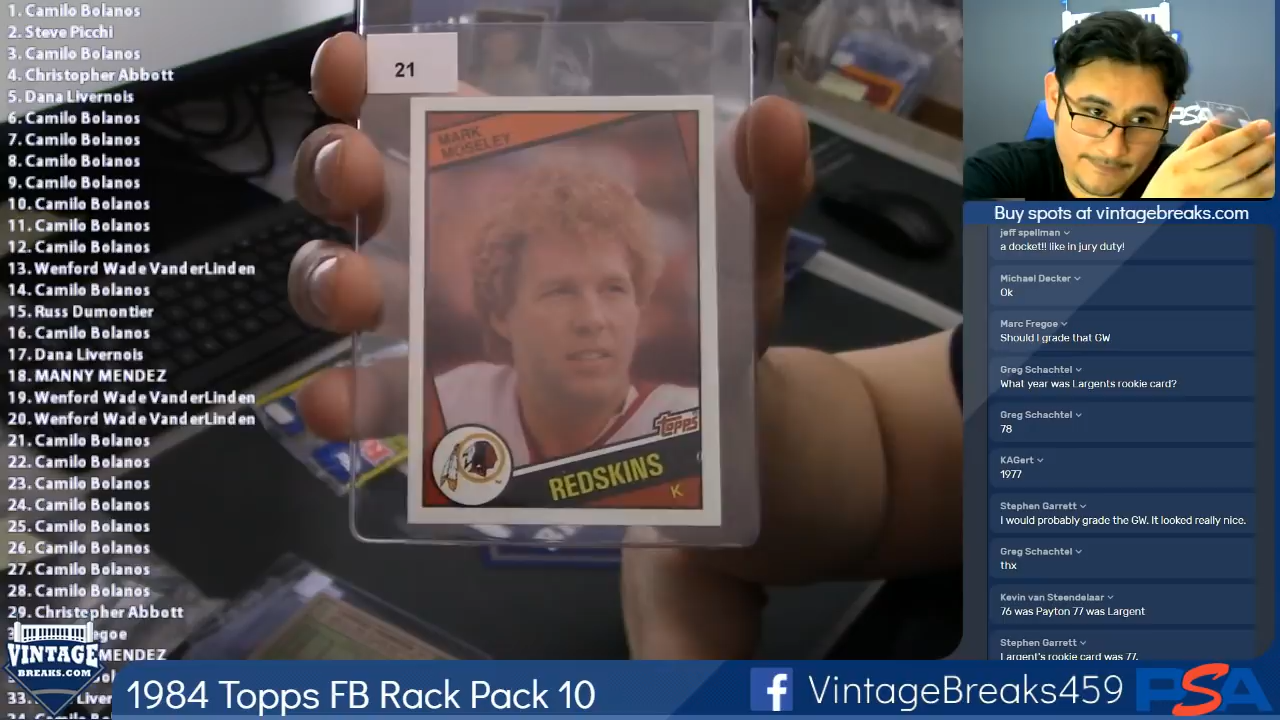 1. Camilo Bolanos
2. Steve Picchi
3. Camilo Bolanos
4. Christopher Abbott
5. Dana Livernois
6. Camilo Bolanos
7. Camilo Bolanos
8. Camilo Bolanos
9. Camilo Bolanos
10. Camilo Bolanos
11. Camilo Bolanos
12. Camilo Bolanos
13. Wenford Wade VanderLinden
14. Camilo Bolanos
15. Russ Dumontier
16. Camilo Bolanos
17. Dana Livernois
18. MANNY MENDEZ
19. Wenford Wade VanderLinden
20. Wenford Wade VanderLinden
21. Camilo Bolanos
22. Camilo Bolanos
23. Camilo Bolanos
24. Camilo Bolanos
25. Camilo Bolanos
26. Camilo Bolanos
27. Camilo Bolanos
28. Camilo Bolanos
29. Christopher Abbott
MENDEZ
33.
VINTAGE
BREAKS.COM
21
MARK
MOSELEY
Topps
REDSKINS
K
PSA
Buy spots at vintagebreaks.com
jeff spellman
a docket!! like in jury duty!
Michael Decker
Ok
Marc Fregoe
Should I grade that GW
Greg Schachtel
What year was Largents rookie card?
Greg Schachtel
78
KAGert
1977
Stephen Garrett
I would probably grade the GW. It looked really nice.
Greg Schachtel
thx
Kevin van Steendelaar
76 was Payton 77 was Largent
Stephen Garrett
Largent's rookie card was 77.
1984 Topps FB Rack Pack 10
f VintageBreaks459
PSA